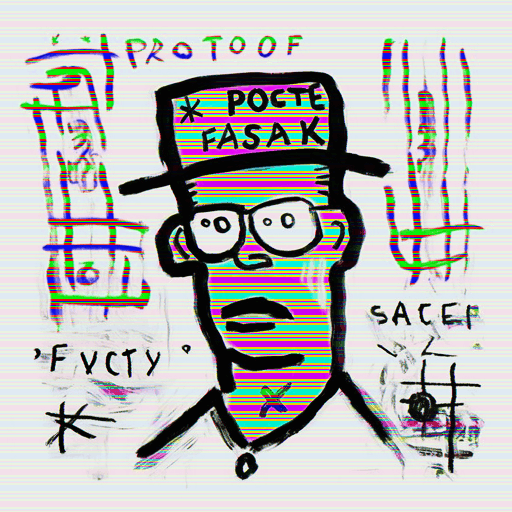 PROTOOF
* POCTE
FASAK
SACEF
'FVCTY °